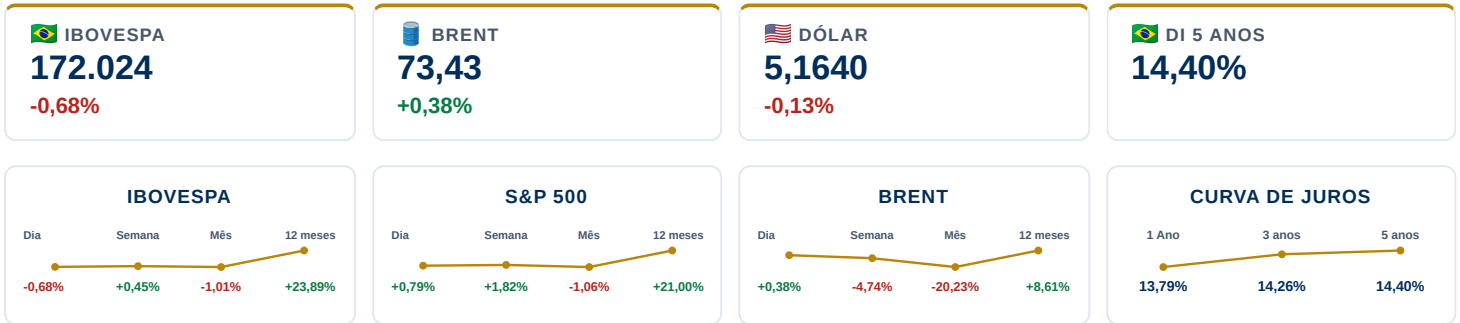 IBOVESPA
172.024
-0,68%
BRENT
73,43
+0,38%
DÓLAR
5,1640
-0,13%
DI 5 ANOS
14,40%
IBOVESPA
Dia Semana Mês 12 meses
-0,68% +0,45% -1,01% +23,89%
S&P 500
Dia Semana Mês 12 meses
+0,79% +1,82% -1,06% +21,00%
BRENT
Dia Semana Mês 12 meses
+0,38% -4,74% -20,23% +8,61%
CURVA DE JUROS
1 Ano 3 anos 5 anos
13,79% 14,26% 14,40%